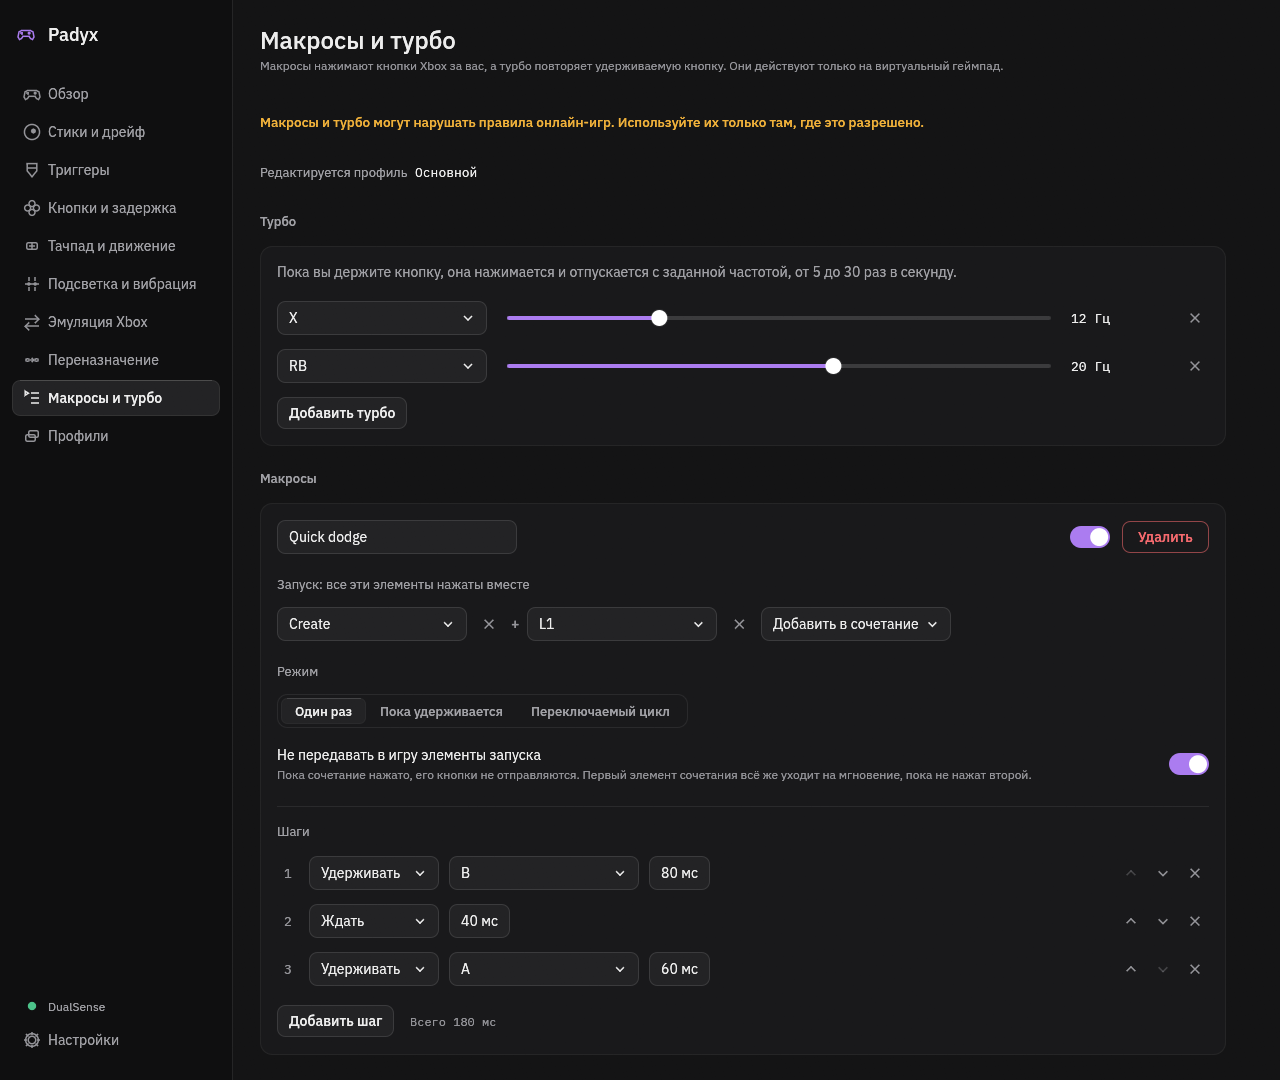 Padyx
Обзор
Стики и дрейф
Триггеры
Кнопки и задержка
Тачпад и движение
Подсветка и вибрация
Эмуляция Xbox
Переназначение
Макросы и турбо
Профили
DualSense
Настройки
Макросы и турбо
Макросы нажимают кнопки Xbox за вас, а турбо повторяет удерживаемую кнопку. Они действуют только на виртуальный геймпад.
Макросы и турбо могут нарушать правила онлайн-игр. Используйте их только там, где это разрешено.
Редактируется профиль Основной
Турбо
Пока вы держите кнопку, она нажимается и отпускается с заданной частотой, от 5 до 30 раз в секунду.
X 12 Гц
RB 20 Гц
Добавить турбо
Макросы
Quick dodge Удалить
Запуск: все эти элементы нажаты вместе
Create + L1 Добавить в сочетание
Режим
Один раз Пока удерживается Переключаемый цикл
Не передавать в игру элементы запуска
Пока сочетание нажато, его кнопки не отправляются. Первый элемент сочетания всё же уходит на мгновение, пока не нажат второй.
Шаги
1 Удерживать B 80 мс
2 Ждать 40 мс
3 Удерживать A 60 мс
Добавить шаг Всего 180 мс